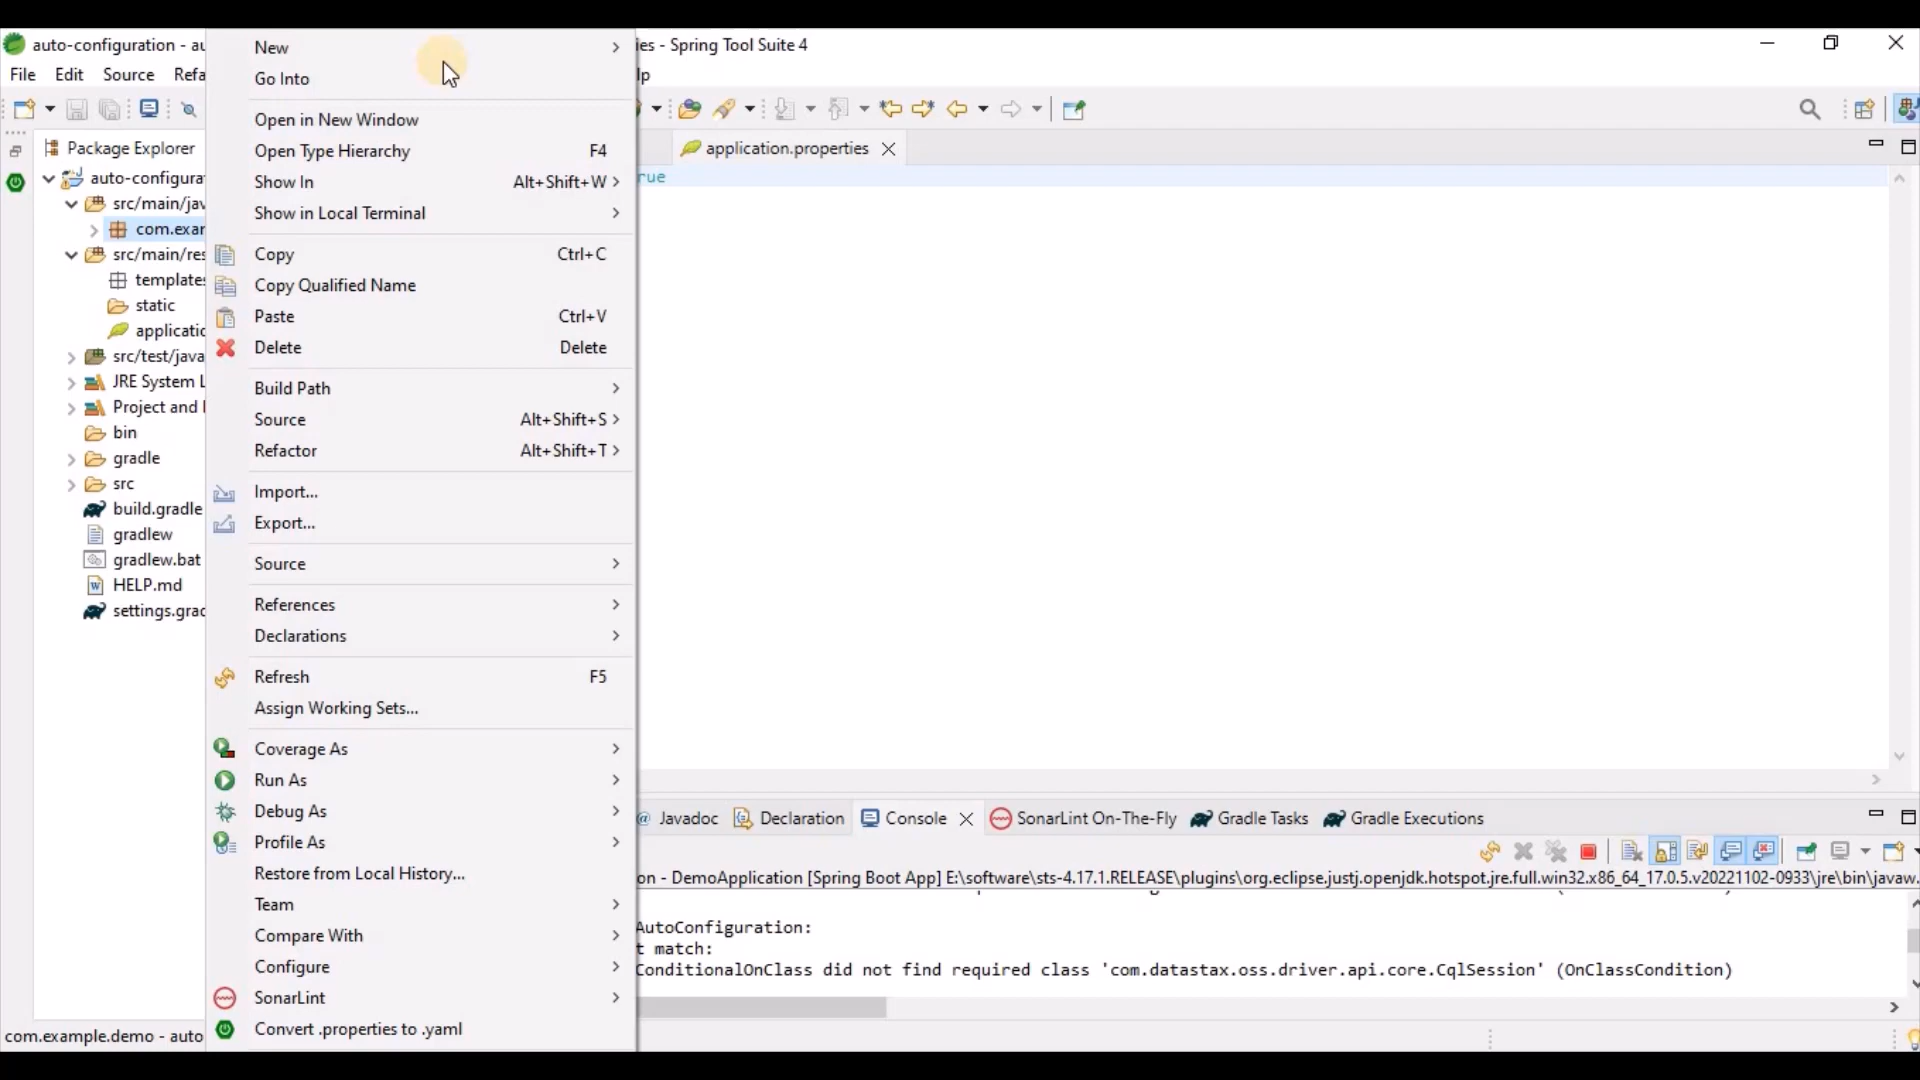 auto-configuration - au
ies - Spring Tool Suite 4
File Edit Source Refa
lp
Package Explorer
application.properties
auto-configurat
rue
src/main/jav
com.exar
src/main/res
templates
static
applicatic
src/test/java
JRE System L
Project and
bin
gradle
src
build.gradle
gradlew
gradlew.bat
HELP.md
settings.grad
New
Go Into
Open in New Window
Open Type Hierarchy F4
Show In Alt+Shift+W
Show in Local Terminal
Copy Ctrl+C
Copy Qualified Name
Paste Ctrl+V
Delete Delete
Build Path
Source Alt+Shift+S
Refactor Alt+Shift+T
Import...
Export...
Source
References
Declarations
Refresh F5
Assign Working Sets...
Coverage As
Run As
Debug As
Profile As
Restore from Local History...
Team
Compare With
Configure
SonarLint
Convert .properties to .yaml
@ Javadoc Declaration Console SonarLint On-The-Fly Gradle Tasks Gradle Executions
on - DemoApplication [Spring Boot App] E:\software\sts-4.17.1.RELEASE\plugins\org.eclipse.justj.openjdk.hotspot.jre.full.win32.x86_64_17.0.5.v20221102-0933\jre\bin\javaw.
AutoConfiguration:
t match:
ConditionalOnClass did not find required class 'com.datastax.oss.driver.api.core.CqlSession' (OnClassCondition)
com.example.demo - auto